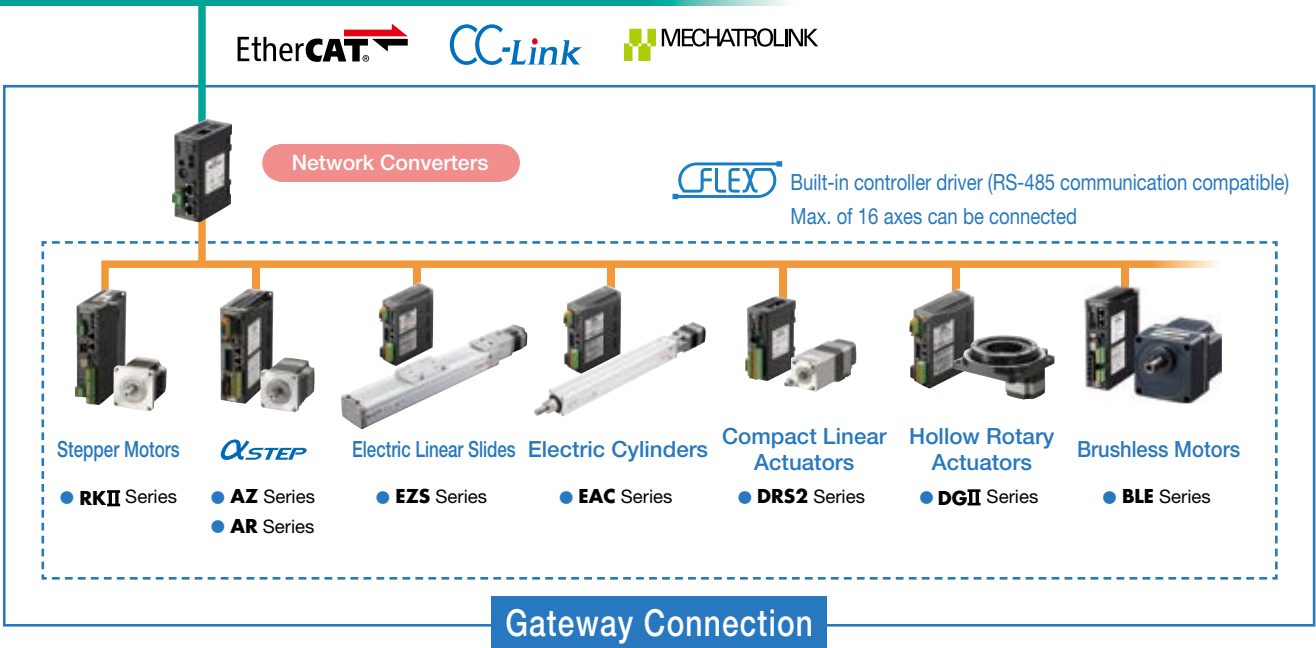 EtherCAT®
CC-Link
MECHATROLINK
Network Converters
FLEX
Built-in controller driver (RS-485 communication compatible)
Max. of 16 axes can be connected
Stepper Motors
● RKⅡ Series
αSTEP
● AZ Series
● AR Series
Electric Linear Slides
● EZS Series
Electric Cylinders
● EAC Series
Compact Linear
Actuators
● DRS2 Series
Hollow Rotary
Actuators
● DGⅡ Series
Brushless Motors
● BLE Series
Gateway Connection